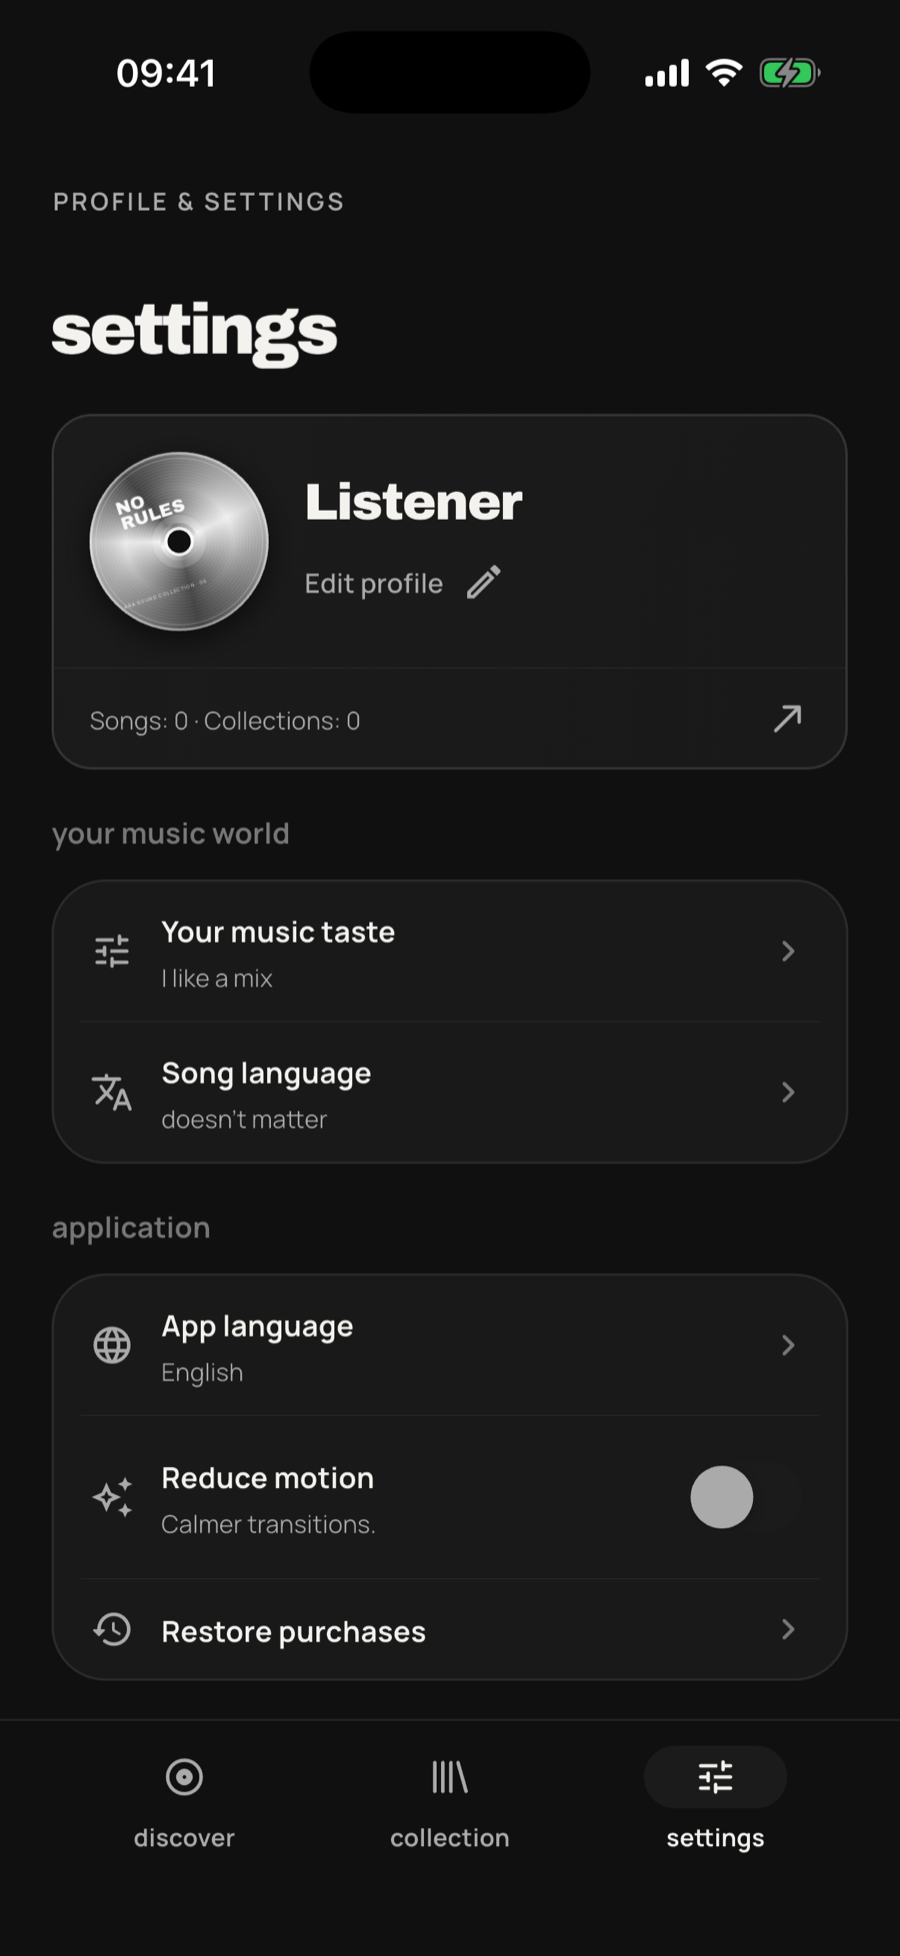 09:41
PROFILE & SETTINGS
settings
NO
RULES
Listener
Edit profile
Songs: 0 · Collections: 0
your music world
Your music taste
I like a mix
Song language
doesn't matter
application
App language
English
Reduce motion
Calmer transitions.
Restore purchases
discover
collection
settings